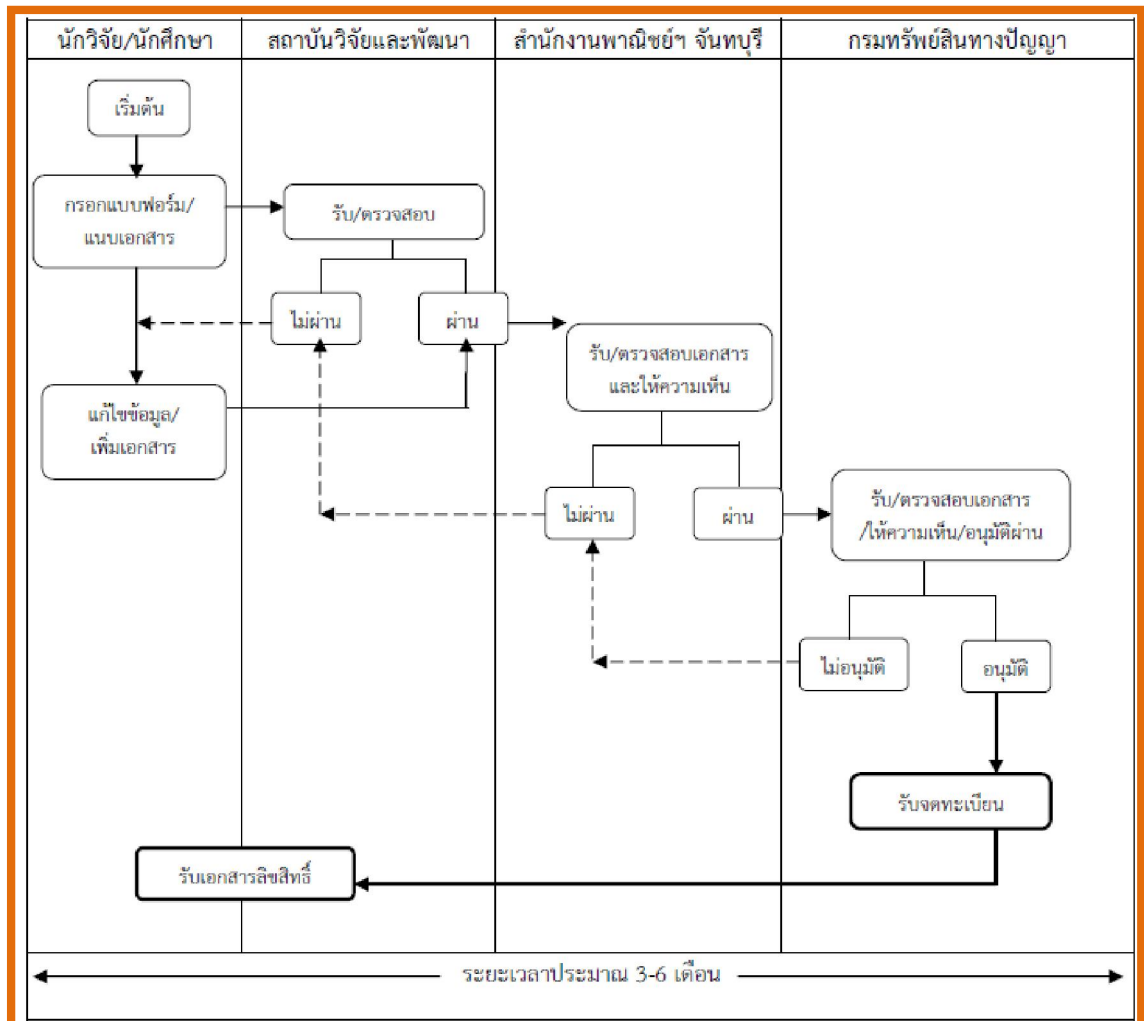 นักวิจัย/นักศึกษา
สถาบันวิจัยและพัฒนา
สำนักงานพาณิชย์ฯ จันทบุรี
กรมทรัพย์สินทางปัญญา
เริ่มต้น
กรอกแบบฟอร์ม/
แนบเอกสาร
รับ/ตรวจสอบ
ไม่ผ่าน
ผ่าน
รับ/ตรวจสอบเอกสาร
และให้ความเห็น
แก้ไขข้อมูล/
เพิ่มเอกสาร
ไม่ผ่าน
ผ่าน
รับ/ตรวจสอบเอกสาร
/ให้ความเห็น/อนุมัติผ่าน
ไม่อนุมัติ
อนุมัติ
รับจดทะเบียน
รับเอกสารลิขสิทธิ์
ระยะเวลาประมาณ 3-6 เดือน